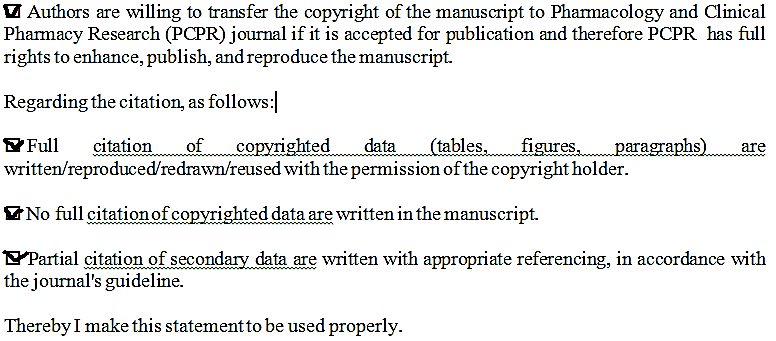 ☑ Authors are willing to transfer the copyright of the manuscript to Pharmacology and Clinical
Pharmacy Research (PCPR) journal if it is accepted for publication and therefore PCPR has full
rights to enhance, publish, and reproduce the manuscript.
Regarding the citation, as follows:
☑ Full citation of copyrighted data (tables, figures, paragraphs) are
written/reproduced/redrawn/reused with the permission of the copyright holder.
☑ No full citation of copyrighted data are written in the manuscript.
☑ Partial citation of secondary data are written with appropriate referencing, in accordance with
the journal's guideline.
Thereby I make this statement to be used properly.